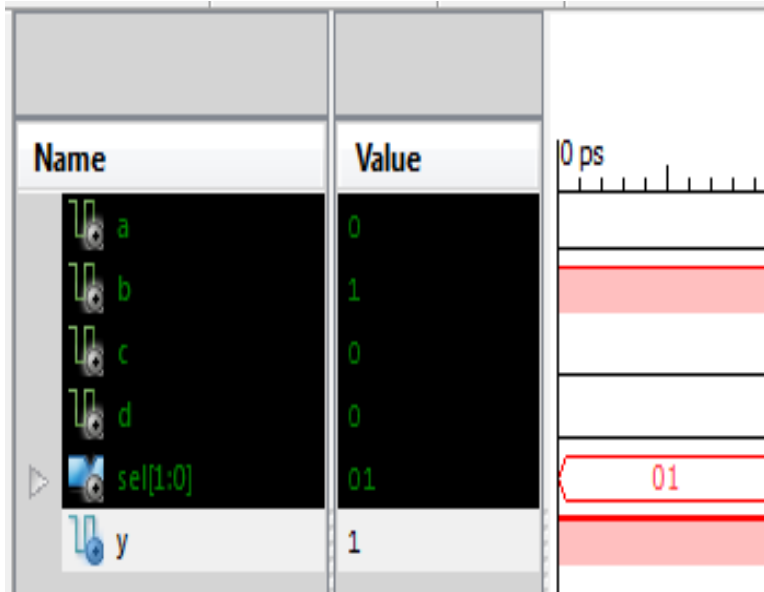 Name Value 0 ps
a 0
b 1
c 0
d 0
sel[1:0] 01 01
y 1